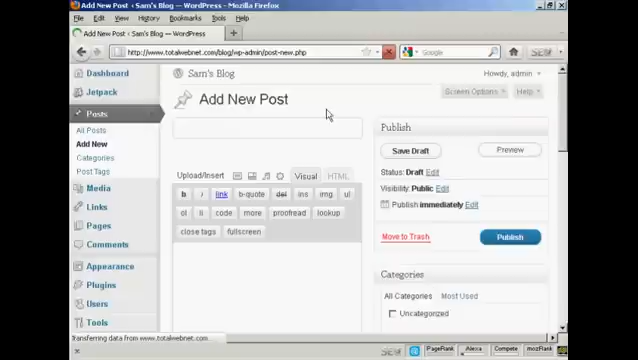 Add New Post ‹ Sam's Blog — WordPress - Mozilla Firefox
File Edit View History Bookmarks Tools Help
Add New Post ‹ Sam's Blog — WordPress
http://www.totalwebnet.com/blog/wp-admin/post-new.php
Google
Dashboard
Jetpack
Posts
All Posts
Add New
Categories
Post Tags
Media
Links
Pages
Comments
Appearance
Plugins
Users
Tools
Sam's Blog
Howdy, admin
Screen Options
Help
Add New Post
Upload/Insert
Visual
HTML
b i link b-quote del ins img ul
ol li code more proofread lookup
close tags fullscreen
Publish
Save Draft
Preview
Status: Draft Edit
Visibility: Public Edit
Publish immediately Edit
Move to Trash
Publish
Categories
All Categories Most Used
Uncategorized
Transferring data from www.totalwebnet.com...
PageRank
Alexa
Compete
mozRank